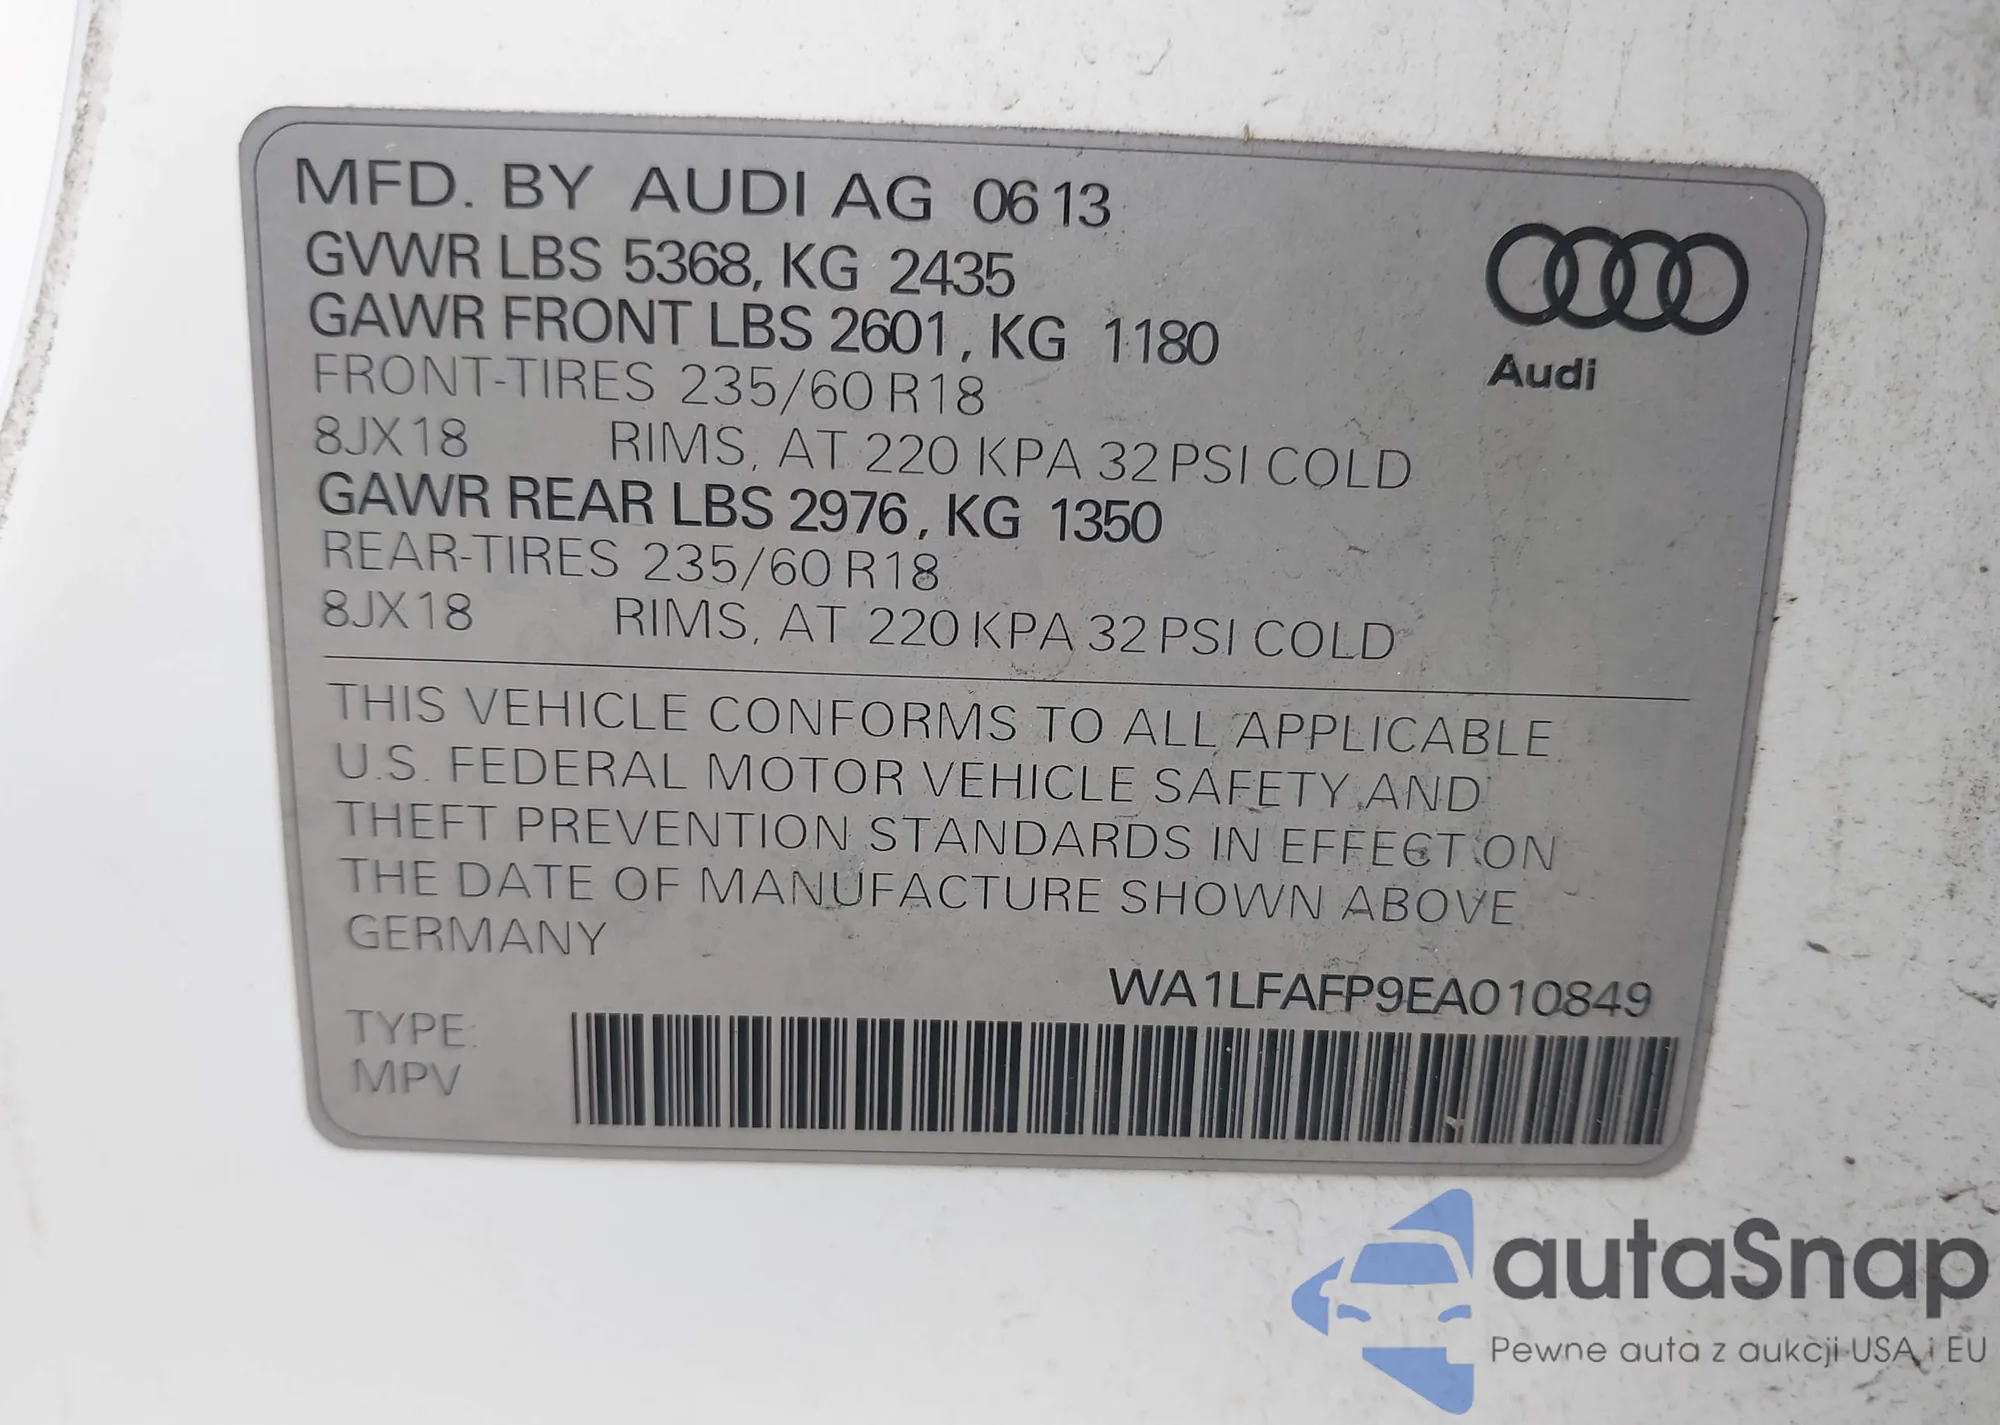 MFD. BY AUDI AG 0613
GVWR LBS 5368, KG 2435
GAWR FRONT LBS 2601, KG 1180
FRONT-TIRES 235/60 R18
8JX18 RIMS, AT 220 KPA 32 PSI COLD
GAWR REAR LBS 2976, KG 1350
REAR-TIRES 235/60 R18
8JX18 RIMS, AT 220 KPA 32 PSI COLD
Audi
THIS VEHICLE CONFORMS TO ALL APPLICABLE
U.S. FEDERAL MOTOR VEHICLE SAFETY AND
THEFT PREVENTION STANDARDS IN EFFECT ON
THE DATE OF MANUFACTURE SHOWN ABOVE
GERMANY
WA1LFAFP9EA010849
TYPE:
MPV
autaSnap
Pewne auta z aukcji USA i EU